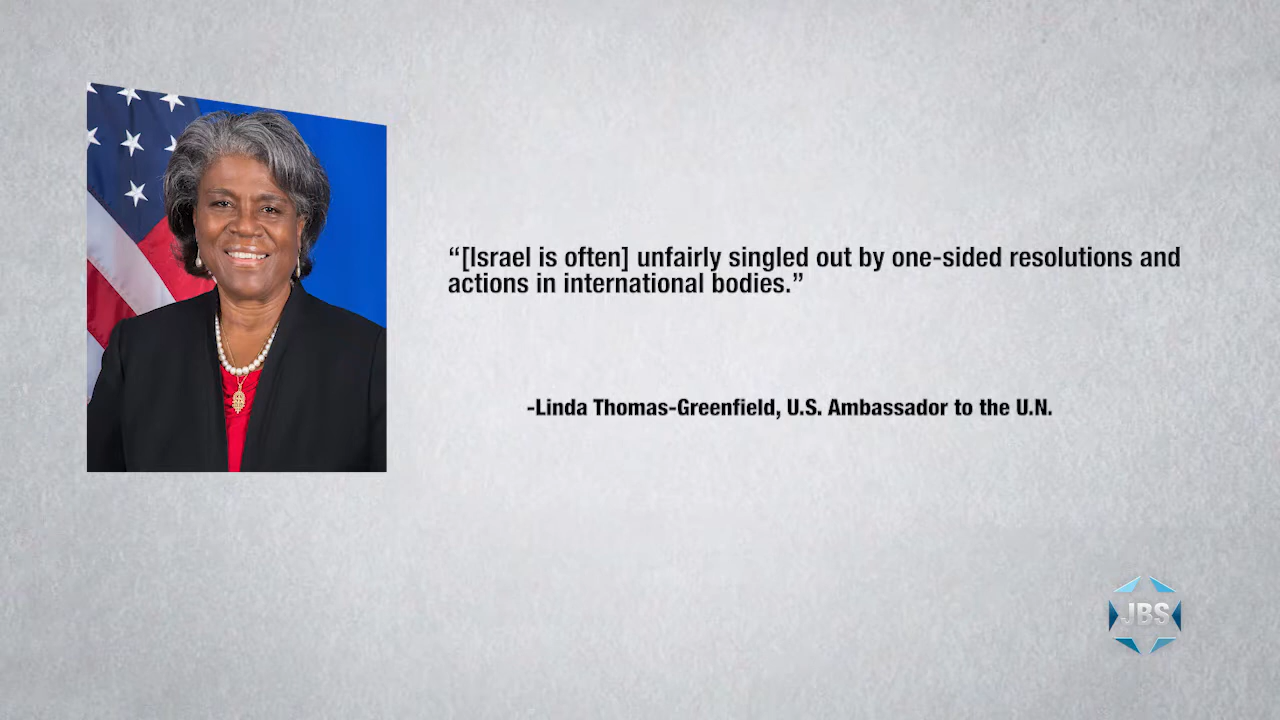 “[Israel is often] unfairly singled out by one-sided resolutions and
actions in international bodies.”
-Linda Thomas-Greenfield, U.S. Ambassador to the U.N.
JBS